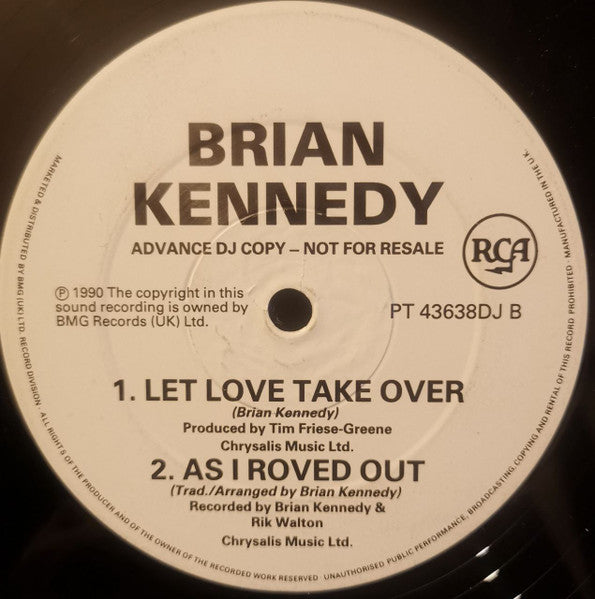 BRIAN
KENNEDY
ADVANCE DJ COPY – NOT FOR RESALE
RCA
Ⓟ 1990 The copyright in this
sound recording is owned by
BMG Records (UK) Ltd.
PT 43638DJ B
1. LET LOVE TAKE OVER
(Brian Kennedy)
Produced by Tim Friese-Greene
Chrysalis Music Ltd.
2. AS I ROVED OUT
(Trad./Arranged by Brian Kennedy)
Recorded by Brian Kennedy &
Rik Walton
Chrysalis Music Ltd.
MARKETED & DISTRIBUTED BY BMG (UK) LTD. RECORD DIVISION · ALL RIGHTS OF THE PRODUCER AND OF THE OWNER OF THE RECORDED WORK RESERVED UNAUTHORISED PUBLIC PERFORMANCE, BROADCASTING, COPYING AND RENTAL OF THIS RECORD PROHIBITED · MANUFACTURED IN THE U.K.